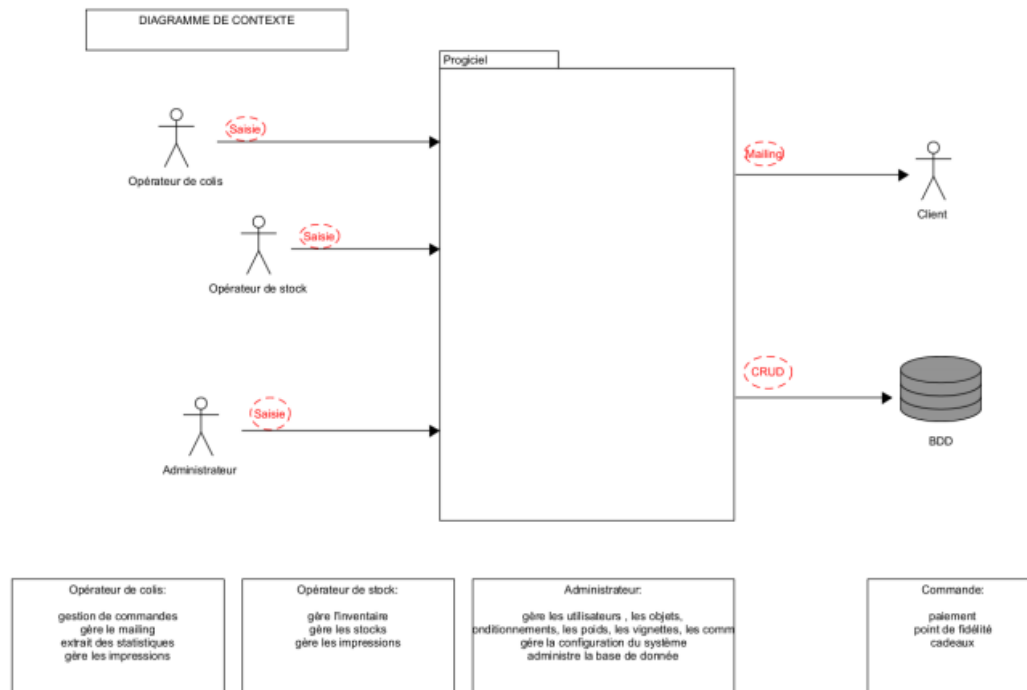 DIAGRAMME DE CONTEXTE
Progiciel
Saisie
Opérateur de colis
Mailing
Client
Saisie
Opérateur de stock
CRUD
BDD
Saisie
Administrateur
Opérateur de colis:
gestion de commandes
gère le mailing
extrait des statistiques
gère les impressions
Opérateur de stock:
gère l'inventaire
gère les stocks
gère les impressions
Administrateur:
gère les utilisateurs , les objets,
onditionnements, les poids, les vignettes, les comm
gère la configuration du système
administre la base de donnée
Commande:
paiement
point de fidélité
cadeaux